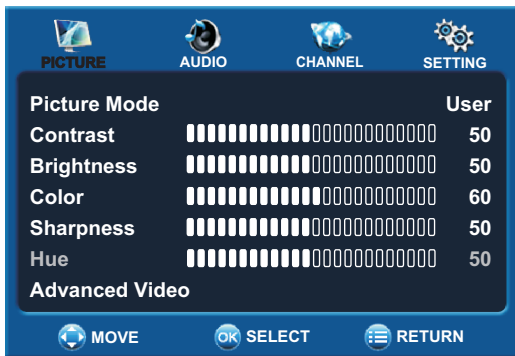 PICTURE AUDIO CHANNEL SETTING
Picture Mode User
Contrast 50
Brightness 50
Color 60
Sharpness 50
Hue 50
Advanced Video
MOVE OK SELECT RETURN